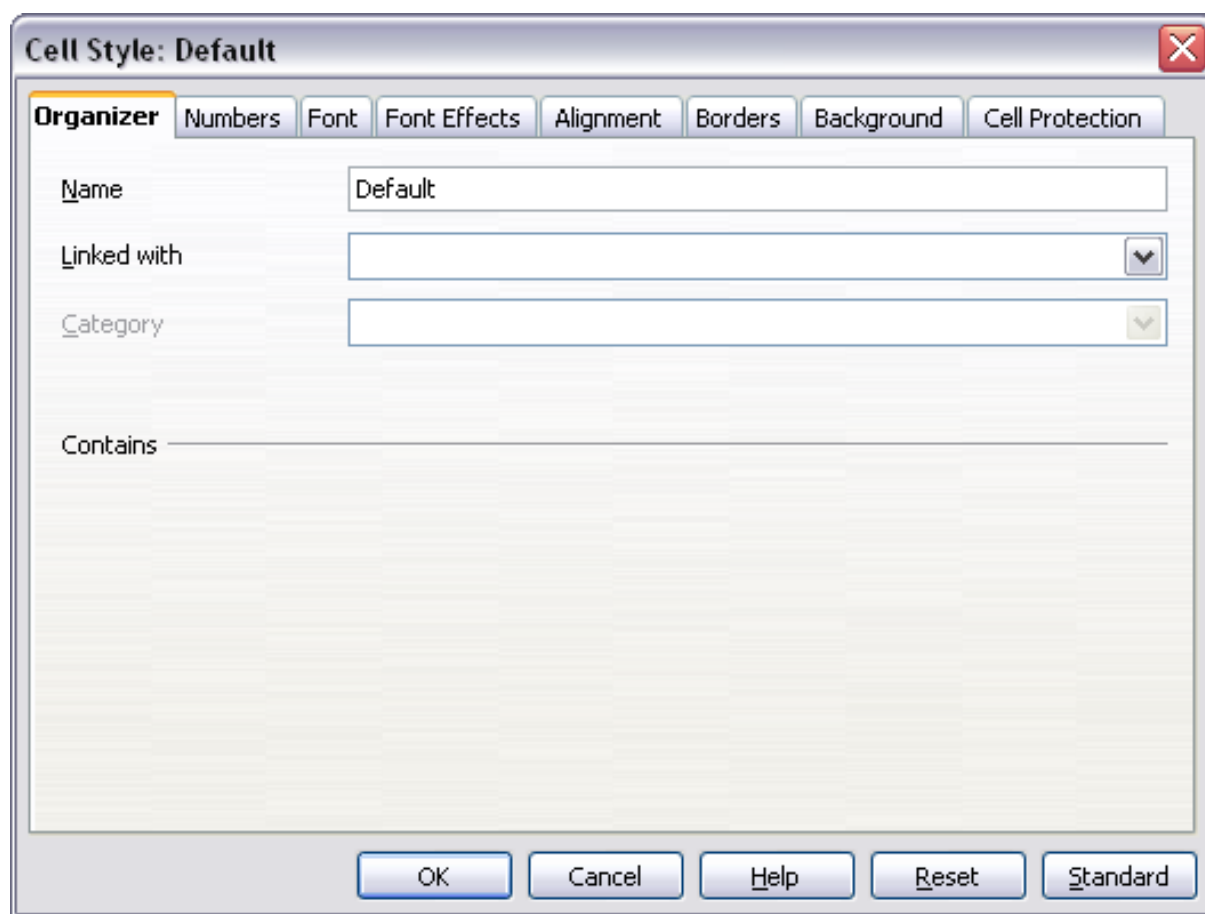 Cell Style: Default
Organizer Numbers Font Font Effects Alignment Borders Background Cell Protection
Name Default
Linked with
Category
Contains
OK Cancel Help Reset Standard